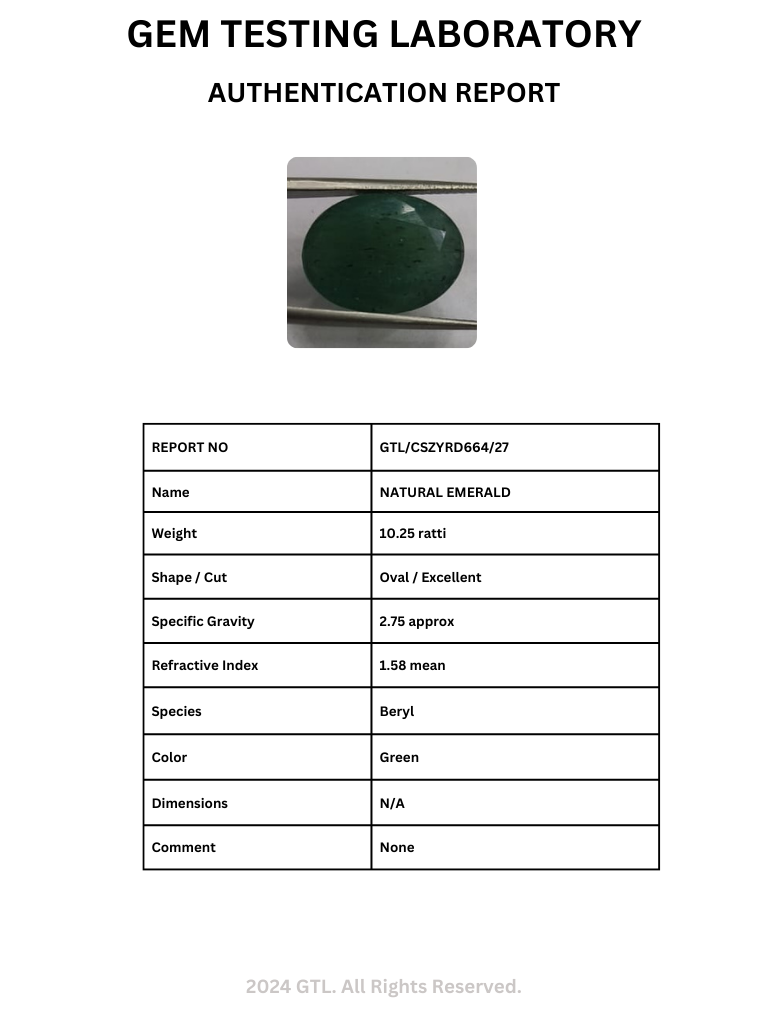 GEM TESTING LABORATORY
AUTHENTICATION REPORT
REPORT NO GTL/CSZYRD664/27
Name NATURAL EMERALD
Weight 10.25 ratti
Shape / Cut Oval / Excellent
Specific Gravity 2.75 approx
Refractive Index 1.58 mean
Species Beryl
Color Green
Dimensions N/A
Comment None
2024 GTL. All Rights Reserved.